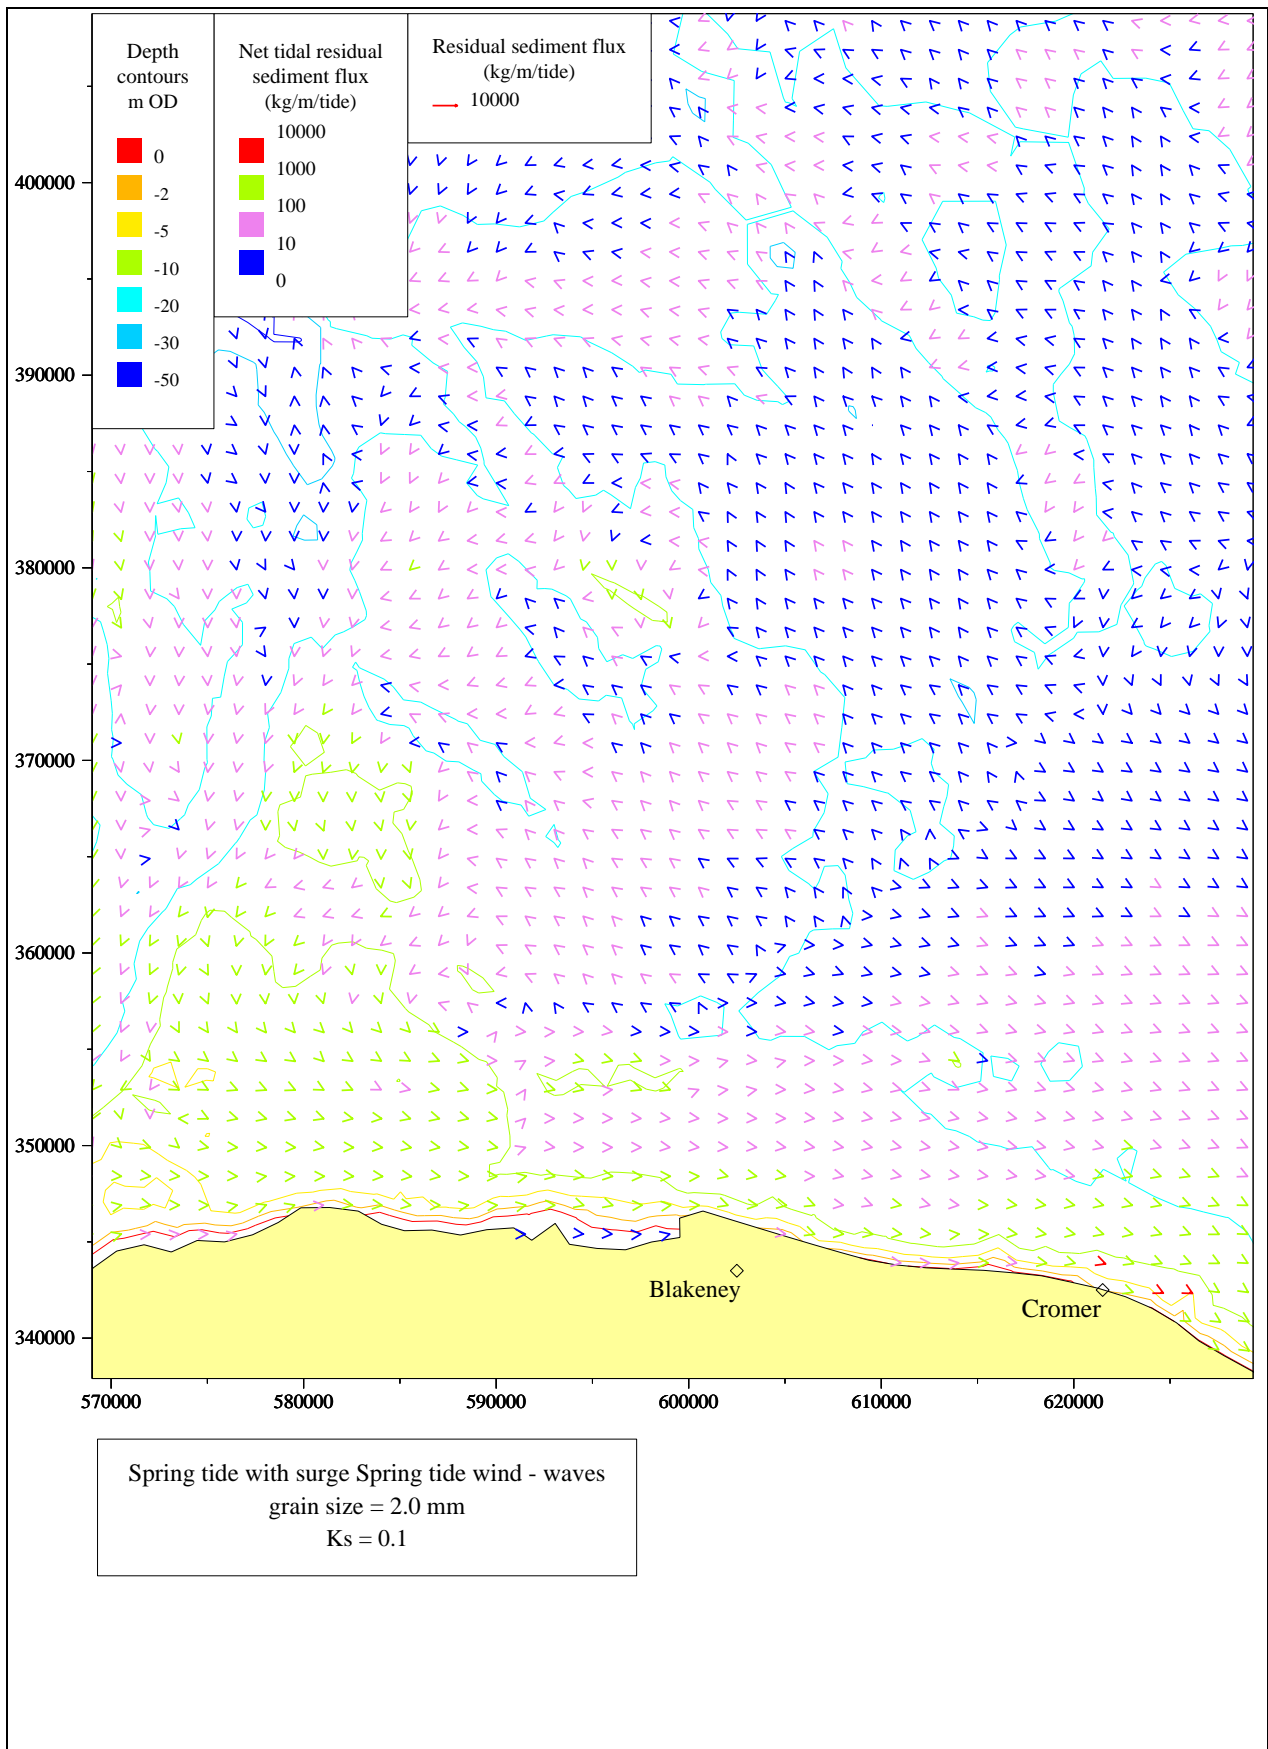 Depth
contours
m OD
0
-2
-5
-10
-20
-30
-50
Net tidal residual
sediment flux
(kg/m/tide)
10000
1000
100
10
0
Residual sediment flux
(kg/m/tide)
10000
400000
390000
380000
370000
360000
350000
340000
Blakeney
Cromer
570000 580000 590000 600000 610000 620000
Spring tide with surge Spring tide wind - waves
grain size = 2.0 mm
Ks = 0.1